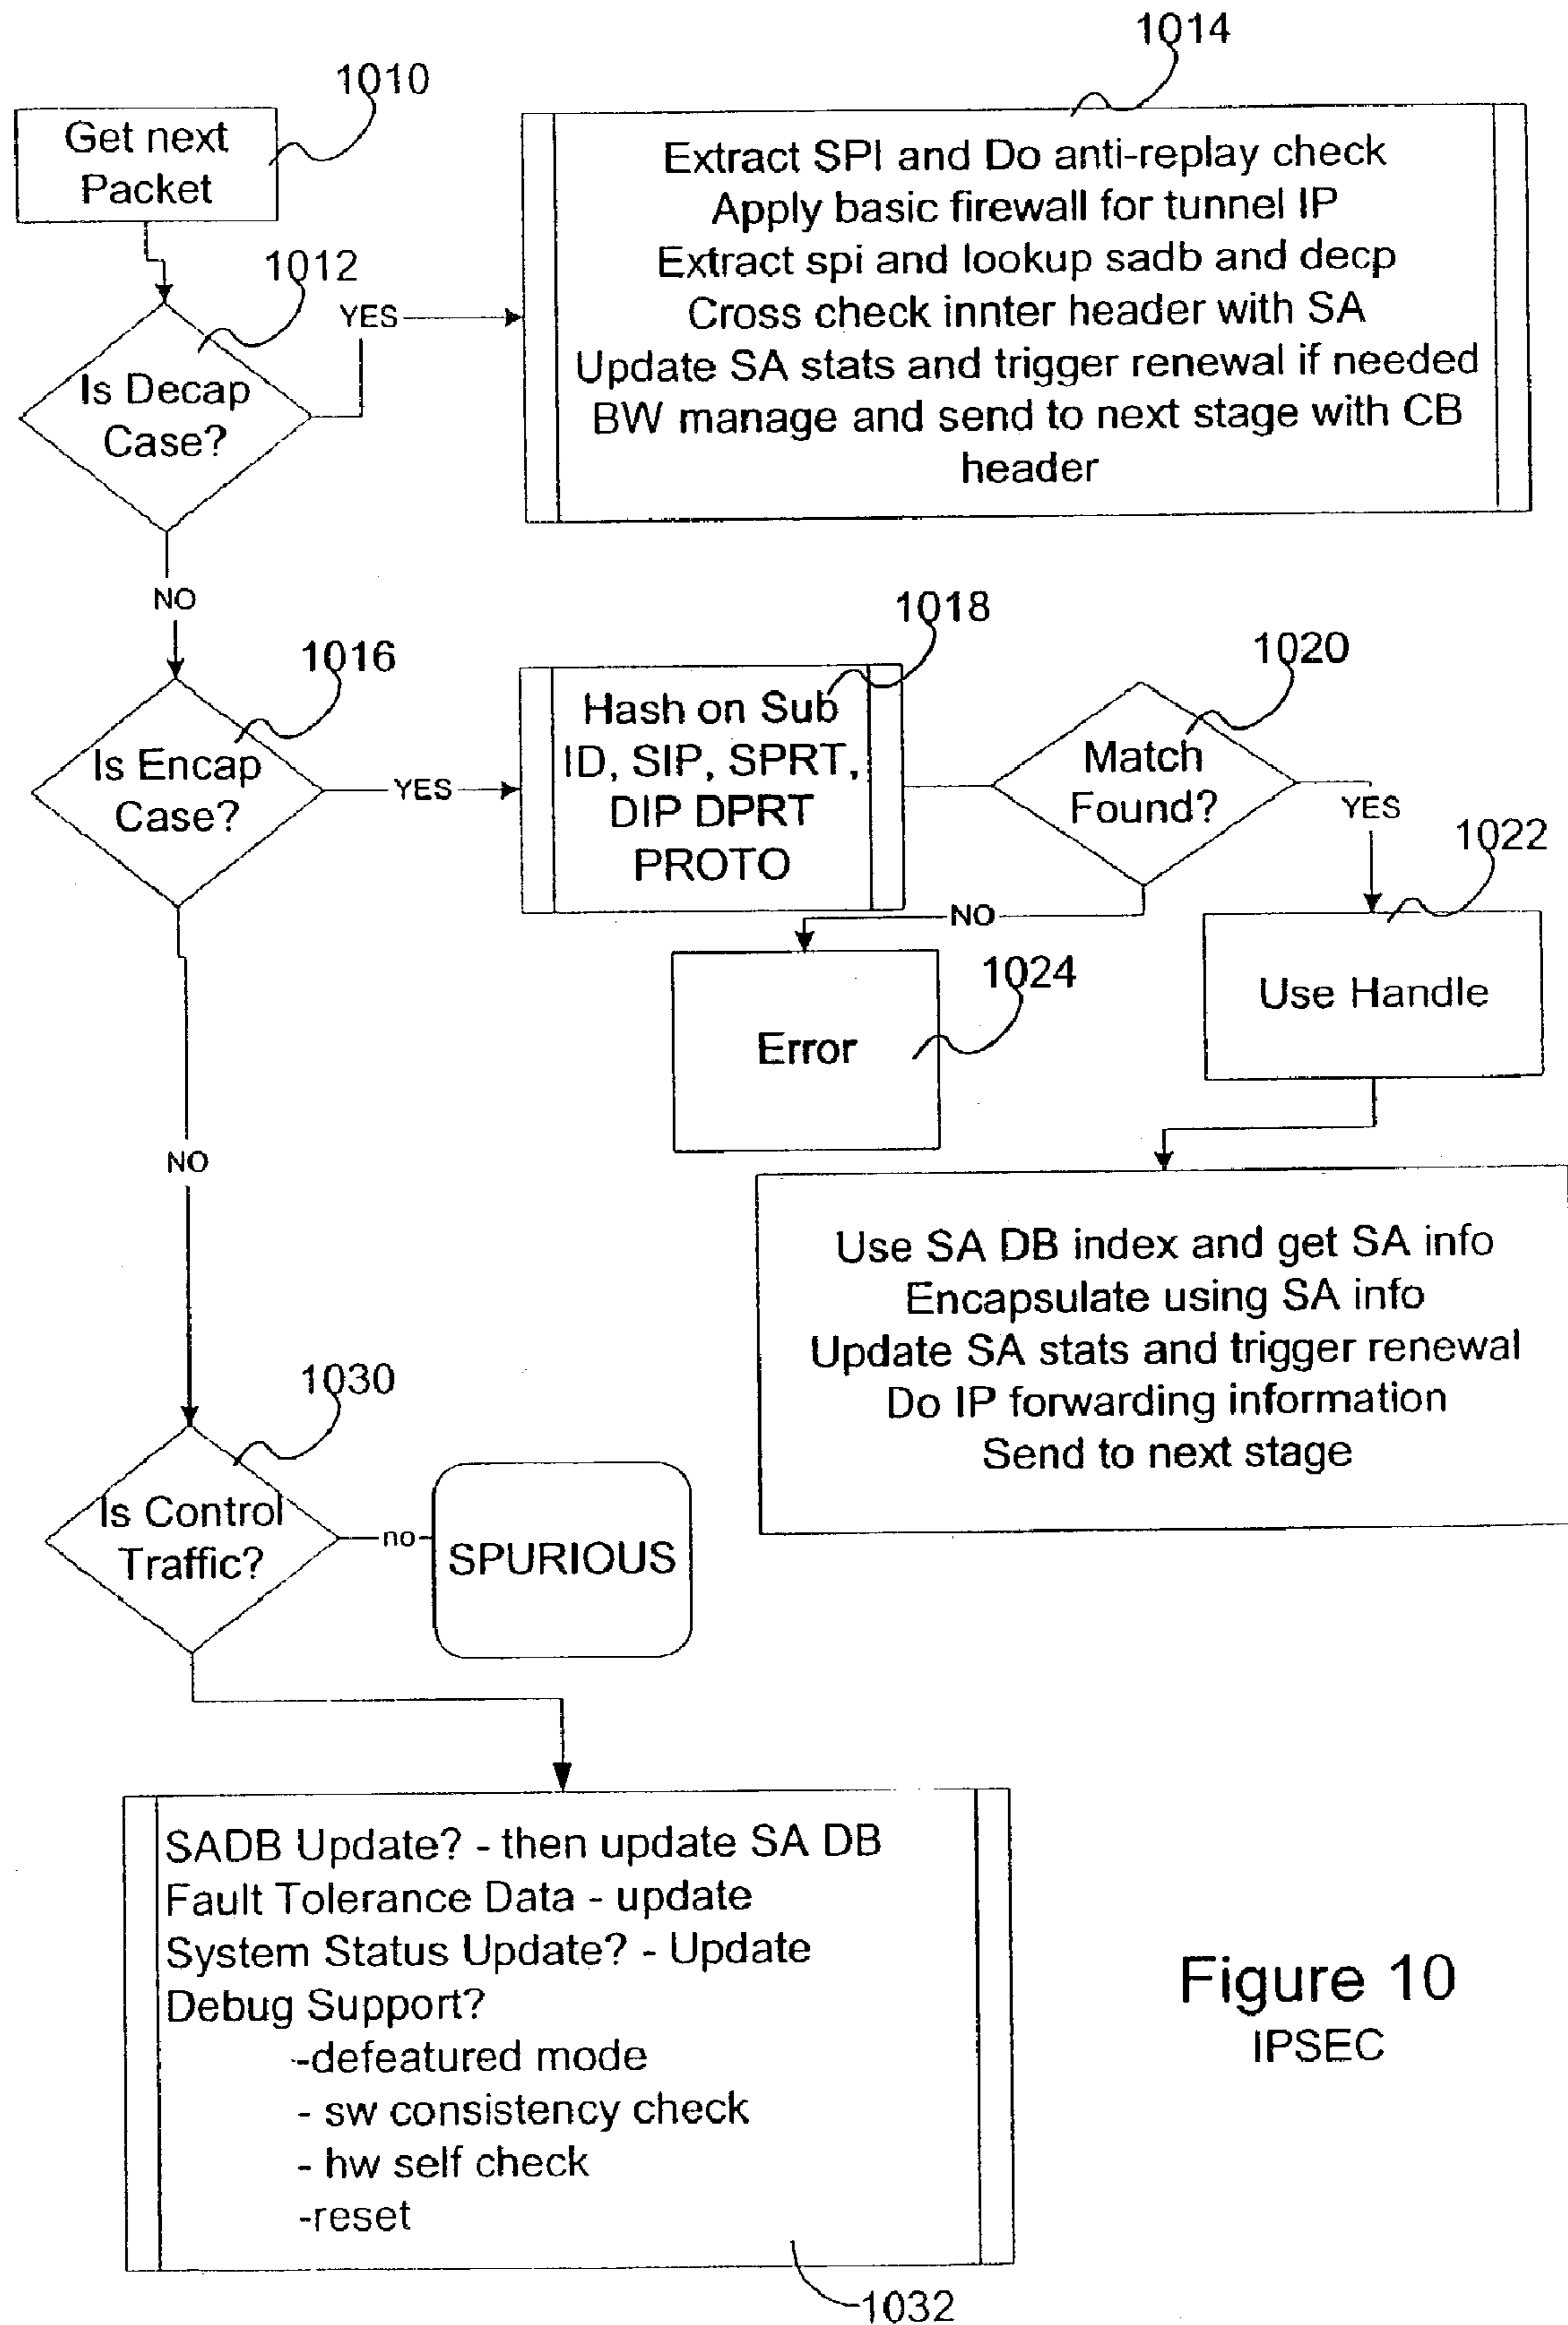 1010
Get next
Packet
1014
Extract SPI and Do anti-replay check
Apply basic firewall for tunnel IP
Extract spi and lookup sadb and decp
Cross check innter header with SA
Update SA stats and trigger renewal if needed
BW manage and send to next stage with CB
header
1012
Is Decap
Case?
YES
NO
1016
Is Encap
Case?
YES
1018
Hash on Sub
ID, SIP, SPRT,
DIP DPRT
PROTO
1020
Match
Found?
YES
NO
1022
Use Handle
1024
Error
Use SA DB index and get SA info
Encapsulate using SA info
Update SA stats and trigger renewal
Do IP forwarding information
Send to next stage
NO
1030
Is Control
Traffic?
no
SPURIOUS
SADB Update? - then update SA DB
Fault Tolerance Data - update
System Status Update? - Update
Debug Support?
-defeatured mode
- sw consistency check
- hw self check
-reset
1032
Figure 10
IPSEC